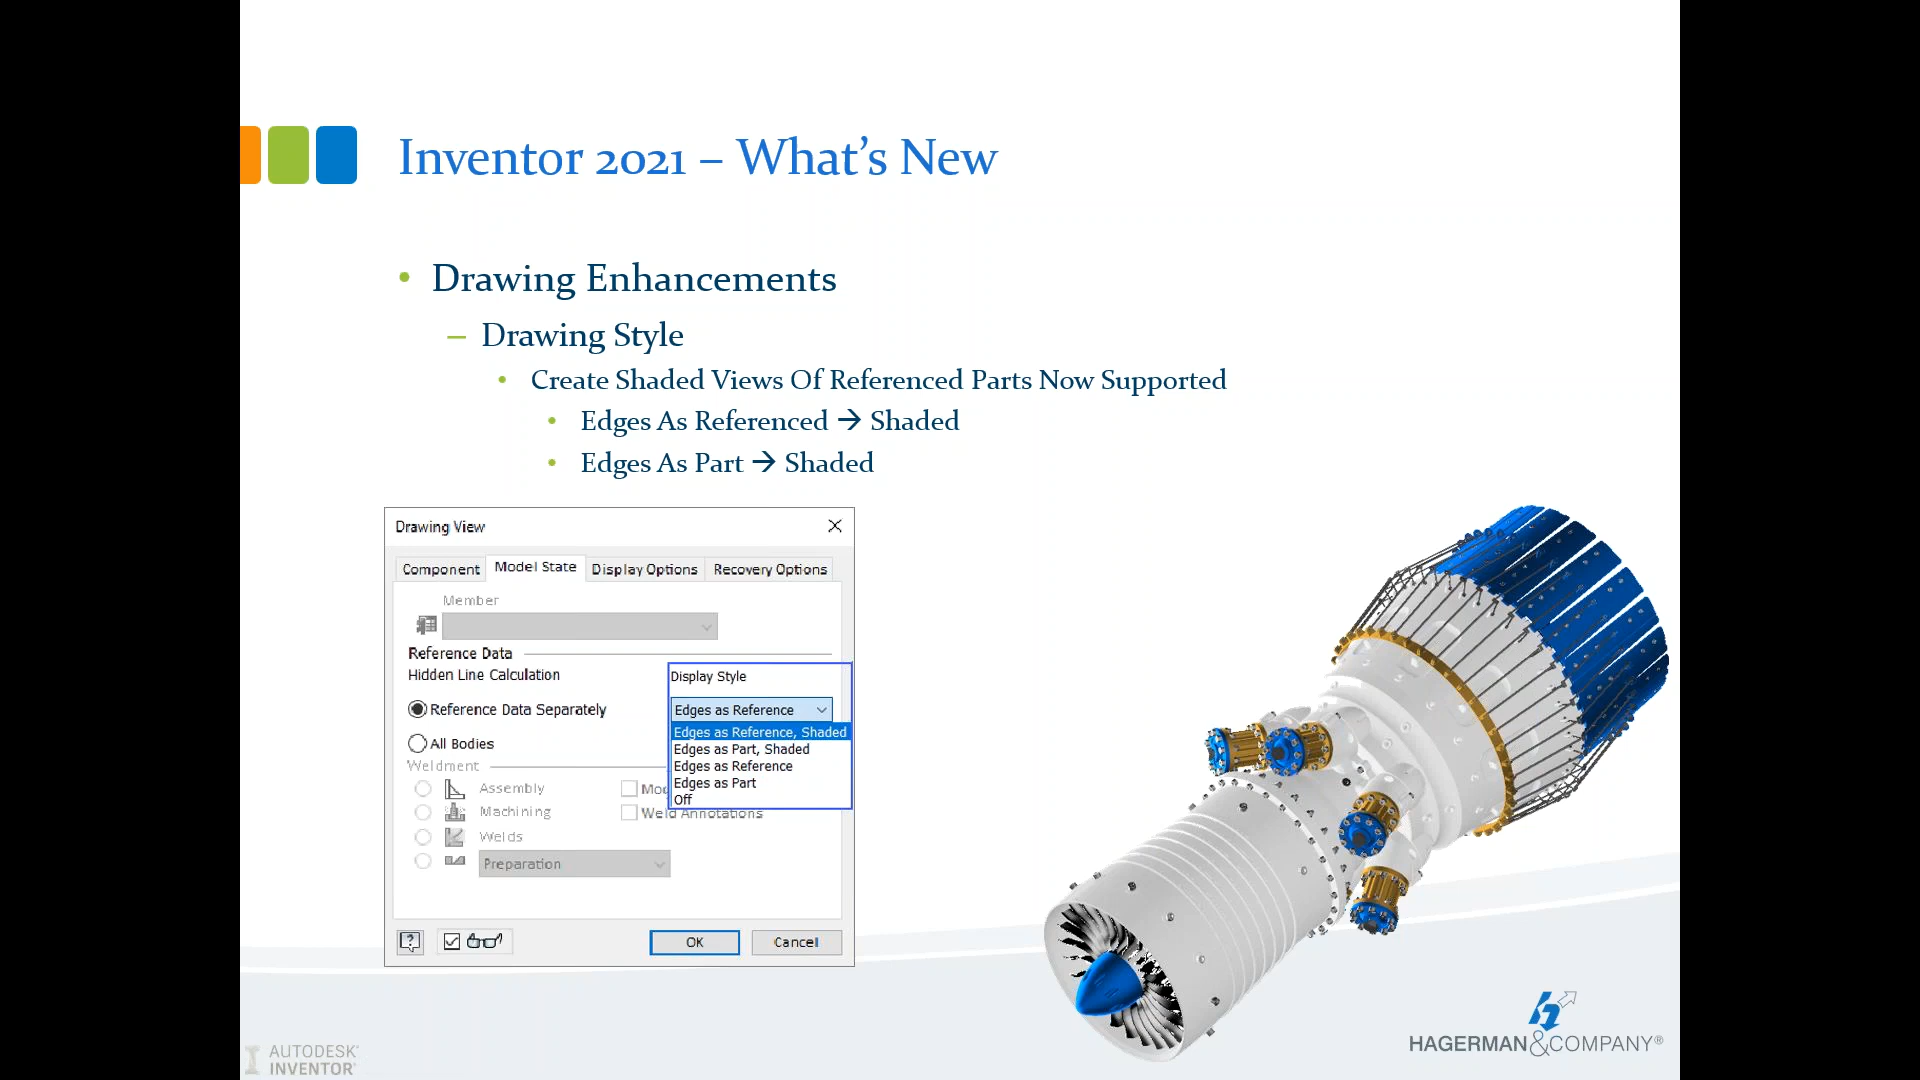 Inventor 2021 – What's New
• Drawing Enhancements
– Drawing Style
• Create Shaded Views Of Referenced Parts Now Supported
• Edges As Referenced → Shaded
• Edges As Part → Shaded
Drawing View
Component Model State Display Options Recovery Options
Member
Reference Data
Hidden Line Calculation
Display Style
Reference Data Separately
Edges as Reference
Edges as Reference, Shaded
All Bodies
Edges as Part, Shaded
Weldment
Edges as Reference
Edges as Part
Assembly
Off
Machining
Weld Annotations
Welds
Preparation
OK Cancel
HAGERMAN&COMPANY®
AUTODESK®
INVENTOR®